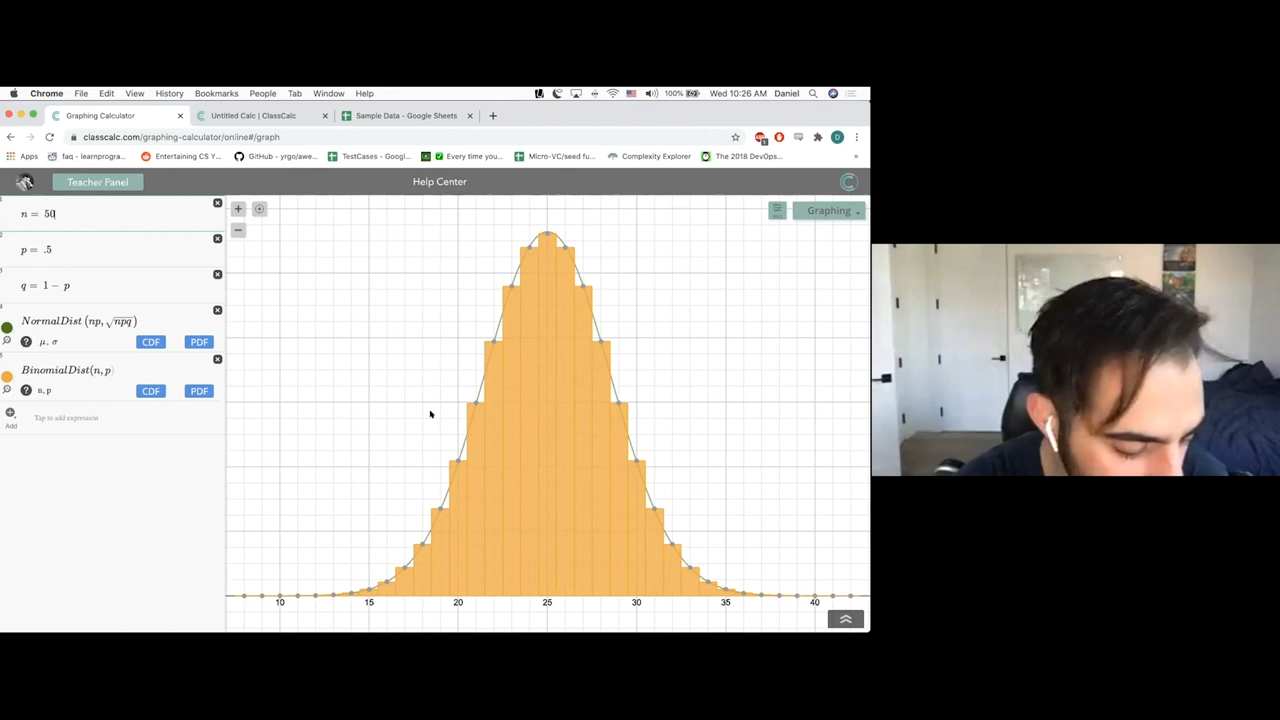 Chrome File Edit View History Bookmarks People Tab Window Help 100% Wed 10:26 AM Daniel
Graphing Calculator Untitled Calc | ClassCalc Sample Data - Google Sheets
classcalc.com/graphing-calculator/online#/graph D
Apps faq - learnprogra... Entertaining CS Y... GitHub - yrgo/awe... TestCases - Googl... Every time you... Micro-VC/seed fu... Complexity Explorer The 2018 DevOps... »
Teacher Panel Help Center
n = 50
Graphing
p = .5
q = 1 − p
NormalDist (np, √npq)
μ, σ CDF PDF
BinomialDist(n, p)
n, p CDF PDF
Add Tap to add expression
10 15 20 25 30 35 40